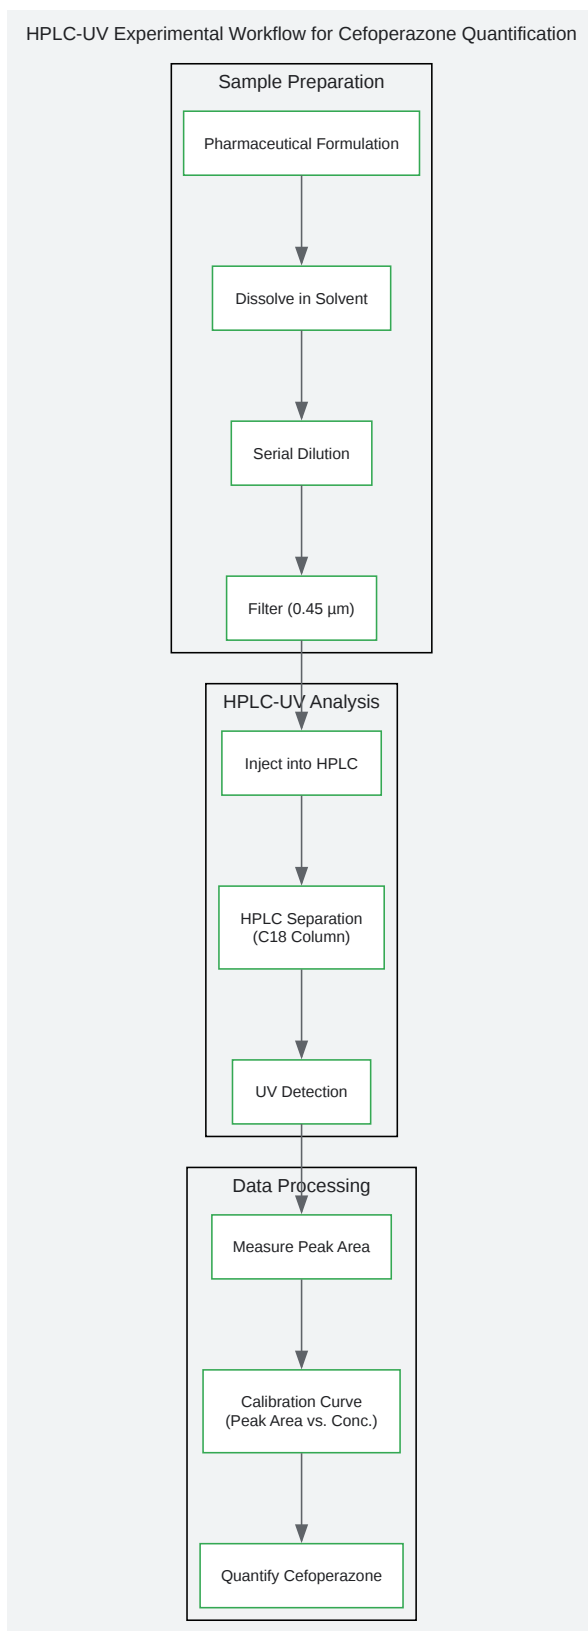 HPLC-UV Experimental Workflow for Cefoperazone Quantification
Sample Preparation
Pharmaceutical Formulation
Dissolve in Solvent
Serial Dilution
Filter (0.45 µm)
HPLC-UV Analysis
Inject into HPLC
HPLC Separation
(C18 Column)
UV Detection
Data Processing
Measure Peak Area
Calibration Curve
(Peak Area vs. Conc.)
Quantify Cefoperazone